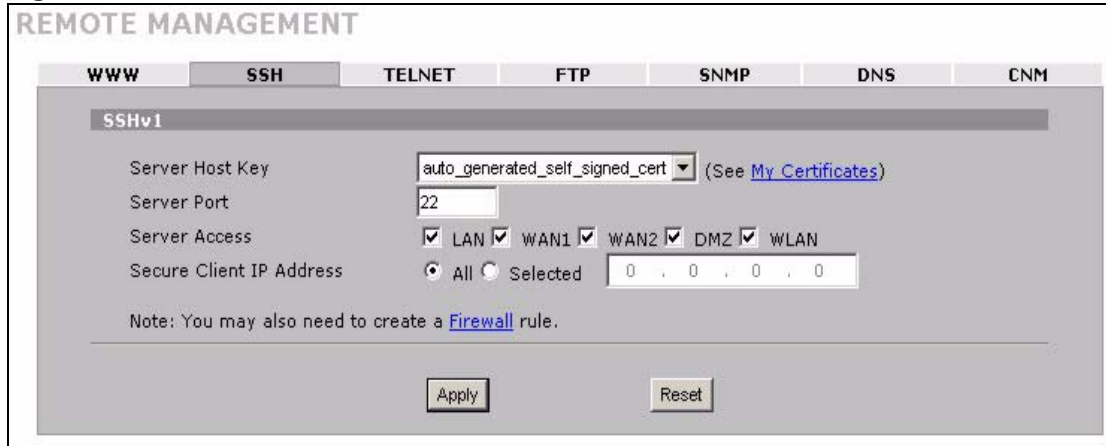 REMOTE MANAGEMENT
WWW SSH TELNET FTP SNMP DNS CNM
SSHv1
Server Host Key auto_generated_self_signed_cert (See My Certificates)
Server Port 22
Server Access LAN WAN1 WAN2 DMZ WLAN
Secure Client IP Address All Selected 0 . 0 . 0 . 0
Note: You may also need to create a Firewall rule.
Apply Reset